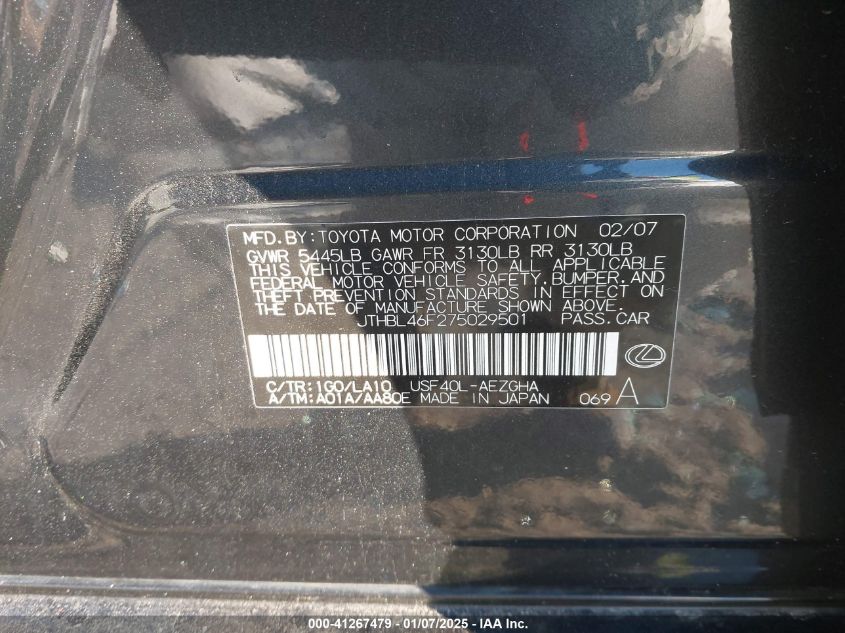 MFD.BY:TOYOTA MOTOR CORPORATION 02/07
GVWR 5445LB GAWR FR 3130LB RR 3130LB
THIS VEHICLE CONFORMS TO ALL APPLICABLE
FEDERAL MOTOR VEHICLE SAFETY,BUMPER,AND
THEFT PREVENTION STANDARDS IN EFFECT ON
THE DATE OF MANUFACTURE SHOWN ABOVE.
JTHBL46F275029501 PASS.CAR
C/TR:1G0/LA10 USF40L-AEZGHA
A/TM:A01A/AA80E MADE IN JAPAN 069 A
000-41267479 — 01/07/2025 — IAA Inc.